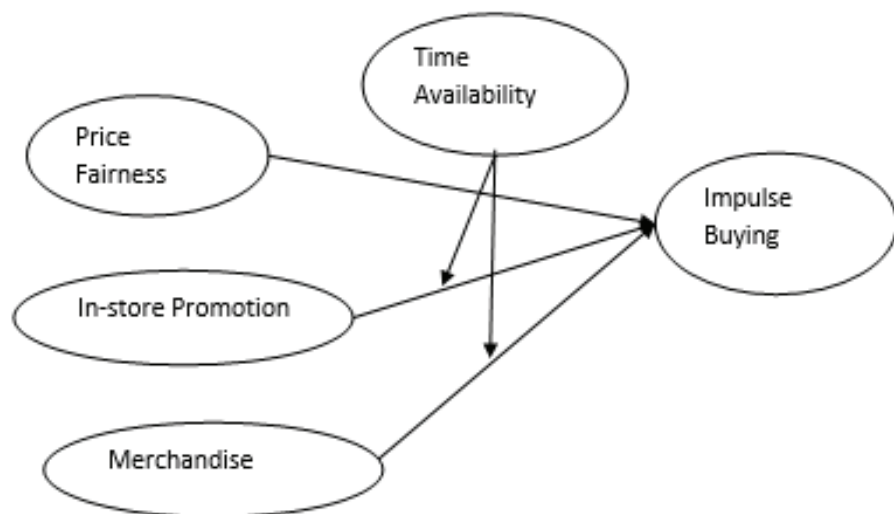 Time
Availability
Price
Fairness
Impulse
Buying
In-store Promotion
Merchandise